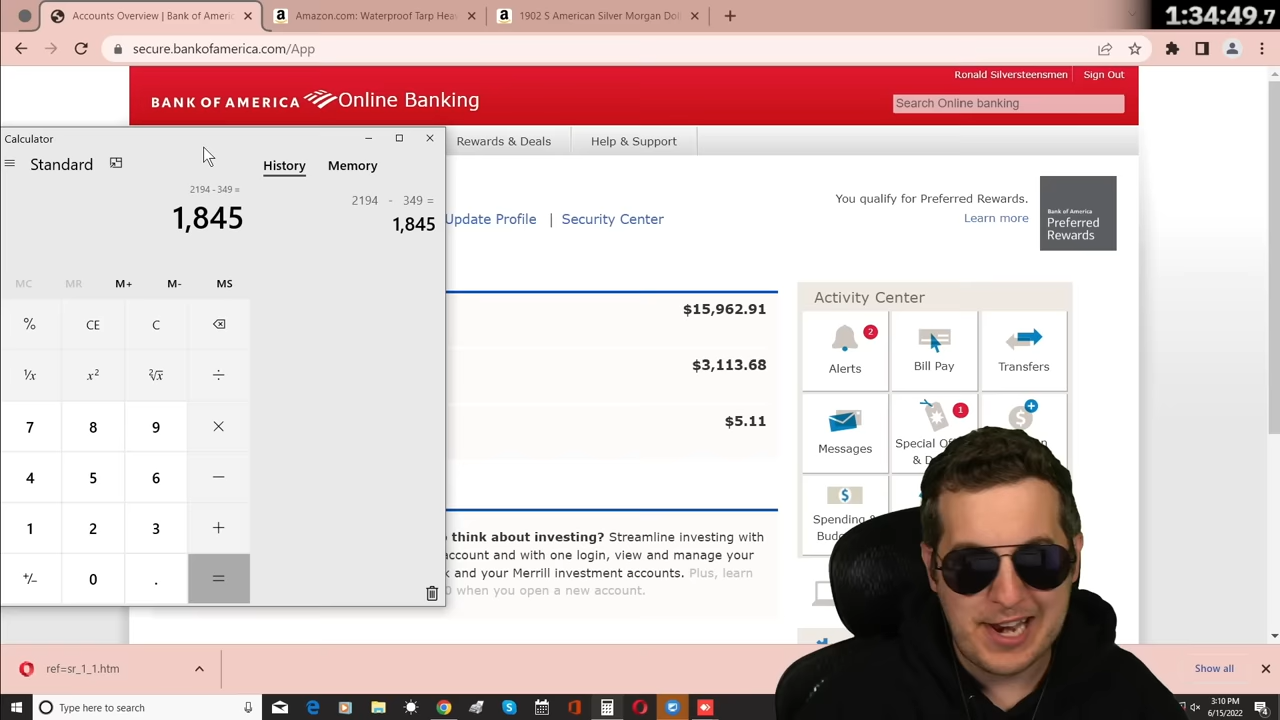 Accounts Overview | Bank of Americ
Amazon.com: Waterproof Tarp Heav
1902 S American Silver Morgan Doll
1:34:49.7
secure.bankofamerica.com/App
Ronald Silversteensmen
Sign Out
BANK OF AMERICA
Online Banking
Search Online banking
Calculator
Rewards & Deals
Help & Support
Standard
History
Memory
2194 - 349 =
1,845
2194 - 349 =
1,845
You qualify for Preferred Rewards.
Learn more
Bank of America
Preferred
Rewards
Update Profile | Security Center
MC MR M+ M- MS
% CE C
¹/x x² ²√x ÷
7 8 9 ×
4 5 6 −
1 2 3 +
+/− 0 . =
$15,962.91
$3,113.68
$5.11
Activity Center
2
Alerts
Bill Pay
Transfers
1
Messages
Special Of
& D
Spending &
Bud
think about investing? Streamline investing with
account and with one login, view and manage your
k and your Merrill investment accounts. Plus, learn
0 when you open a new account.
ref=sr_1_1.htm
Show all
Type here to search
3:10 PM
6/15/2022
4